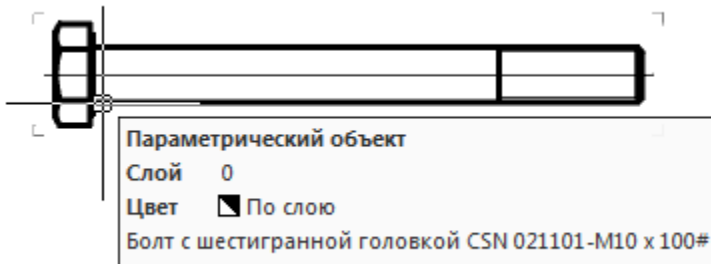 Параметрический объект
Слой 0
Цвет По слою
Болт с шестигранной головкой CSN 021101-M10 x 100#